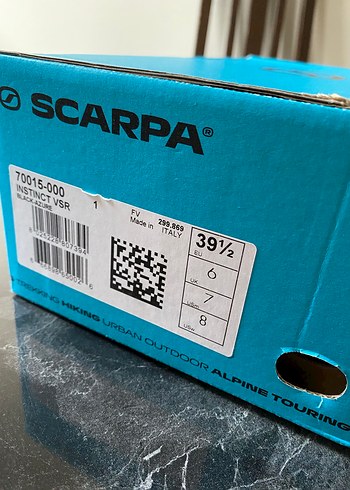 SCARPA®
70015-000
INSTINCT VSR
BLACK-AZURE
1
FV 299.869
Made in ITALY
39½
EU
6
UK
7
8
TREKKING HIKING URBAN OUTDOOR ALPINE TOURING